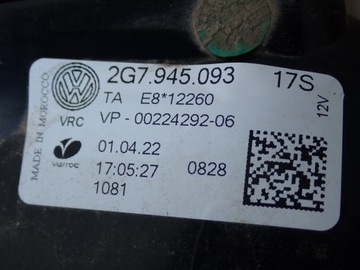 2G7.945.093 17S
TA E8*12260
12V
VRC VP - 00224292-06
MADE IN MOROCCO
01.04.22
varroc
17:05:27 0828
1081